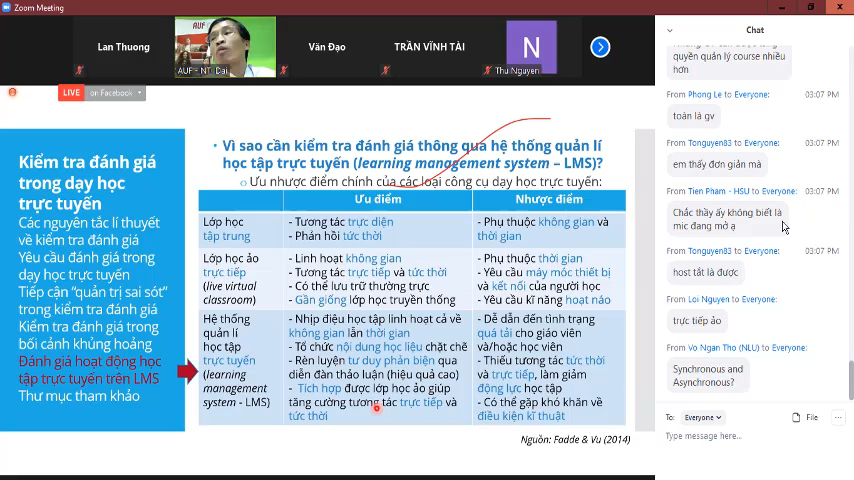 Zoom Meeting
Lan Thuong
Văn Đạo
TRẦN VĨNH TÀI
N
AUF - NT. Dai
Thu Nguyen
LIVE on Facebook
Kiểm tra đánh giá
trong dạy học
trực tuyến
Các nguyên tắc lí thuyết
về kiểm tra đánh giá
Yêu cầu đánh giá trong
dạy học trực tuyến
Tiếp cận “quản trị sai sót”
trong kiểm tra đánh giá
Kiểm tra đánh giá trong
bối cảnh khủng hoảng
Đánh giá hoạt động học
tập trực tuyến trên LMS
Thư mục tham khảo
• Vì sao cần kiểm tra đánh giá thông qua hệ thống quản lí
học tập trực tuyến (learning management system – LMS)?
o Ưu nhược điểm chính của các loại công cụ dạy học trực tuyến:
Ưu điểm
Nhược điểm
Lớp học
tập trung
- Tương tác trực diện
- Phản hồi tức thời
- Phụ thuộc không gian và
thời gian
Lớp học ảo
trực tiếp
(live virtual
classroom)
- Linh hoạt không gian
- Tương tác trực tiếp và tức thời
- Có thể lưu trữ thường trực
- Gần giống lớp học truyền thống
- Phụ thuộc thời gian
- Yêu cầu máy móc thiết bị
và kết nối của người học
- Yêu cầu kĩ năng hoạt náo
Hệ thống
quản lí
học tập
trực tuyến
(learning
management
system - LMS)
- Nhịp điệu học tập linh hoạt cả về
không gian lẫn thời gian
- Tổ chức nội dung học liệu chặt chẽ
- Rèn luyện tư duy phản biện qua
diễn đàn thảo luận (hiệu quả cao)
- Tích hợp được lớp học ảo giúp
tăng cường tương tác trực tiếp và
tức thời
- Dễ dẫn đến tình trạng
quá tải cho giáo viên
và/hoặc học viên
- Thiếu tương tác tức thời
và trực tiếp, làm giảm
động lực học tập
- Có thể gặp khó khăn về
điều kiện kĩ thuật
Nguồn: Fadde & Vu (2014)
Chat
quyền quản lý course nhiều
hơn
From Phong Le to Everyone: 03:07 PM
toàn là gv
From Tonguyen83 to Everyone: 03:07 PM
em thấy đơn giản mà
From Tien Pham - HSU to Everyone: 03:07 PM
Chắc thầy ấy không biết là
mic đang mở ạ
From Tonguyen83 to Everyone: 03:07 PM
host tắt là được
From Loi Nguyen to Everyone: 03:07 PM
trực tiếp ảo
From Vo Ngan Tho (NLU) to Everyone: 03:07 PM
Synchronous and
Asynchronous?
To: Everyone File ...
Type message here...